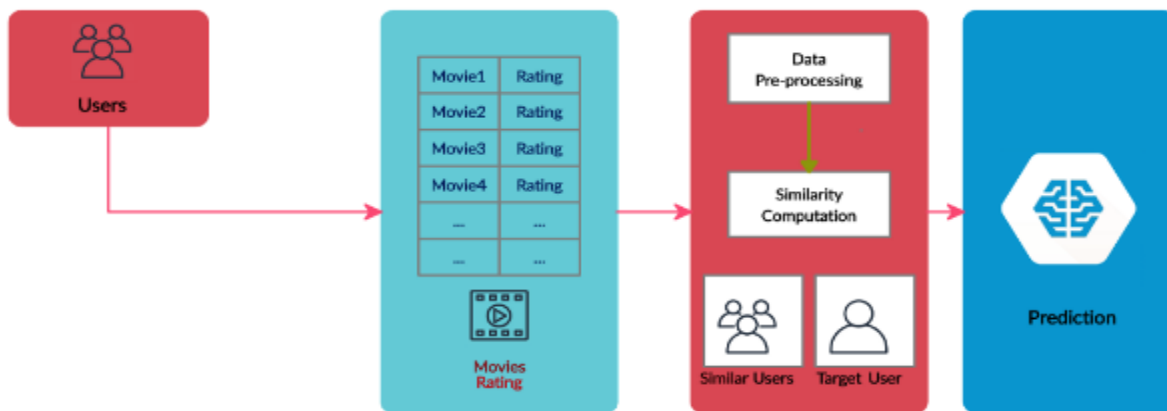 Users
Movie1 Rating
Movie2 Rating
Movie3 Rating
Movie4 Rating
... ...
... ...
Movies
Rating
Data
Pre-processing
Similarity
Computation
Similar Users
Target User
Prediction